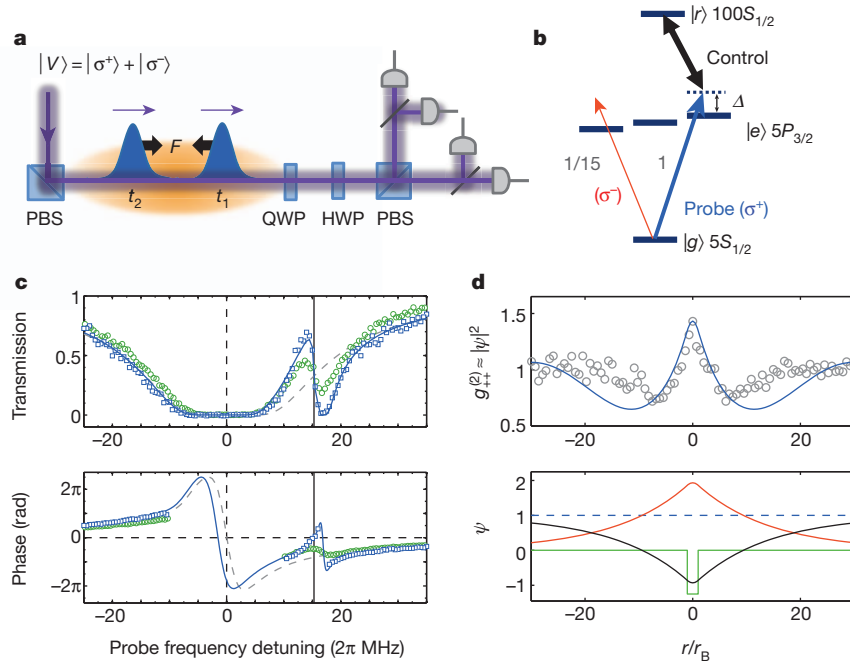 a
|V⟩ = |σ⁺⟩ + |σ⁻⟩
F
t₂
t₁
PBS
QWP
HWP
PBS
b
|r⟩ 100S₁/₂
Control
Δ
|e⟩ 5P₃/₂
1/15
1
(σ⁻)
Probe (σ⁺)
|g⟩ 5S₁/₂
c
Transmission
1
0.5
0
−20
0
20
Phase (rad)
2π
0
−2π
−20
0
20
Probe frequency detuning (2π MHz)
d
g₊₊⁽²⁾ ≈ |ψ|²
1.5
1
0.5
−20
0
20
ψ
2
1
0
−1
−20
0
20
r/r_B